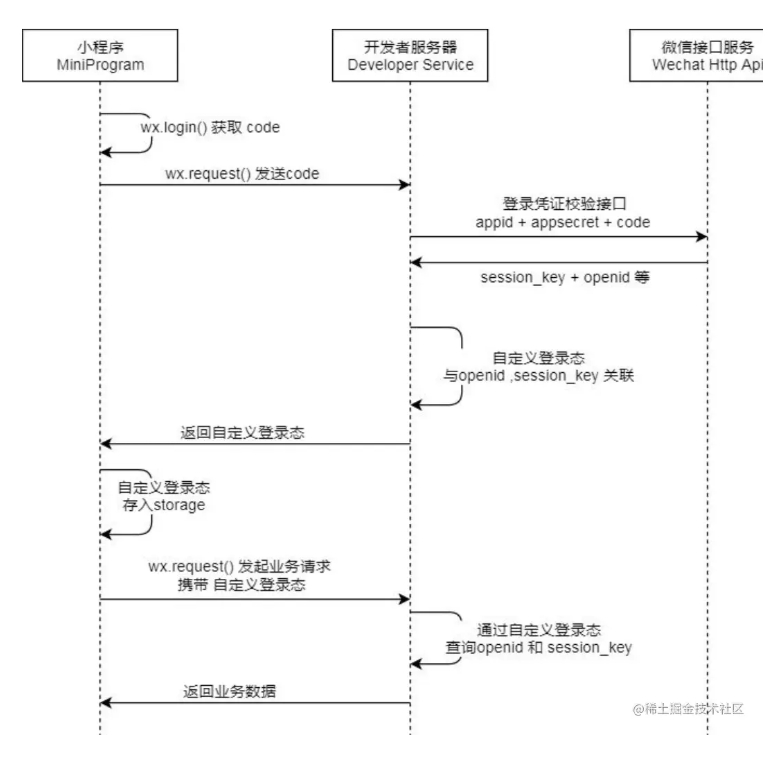 小程序
MiniProgram
开发者服务器
Developer Service
微信接口服务
Wechat Http Api
wx.login() 获取 code
wx.request() 发送code
登录凭证校验接口
appid + appsecret + code
session_key + openid 等
自定义登录态
与openid ,session_key 关联
返回自定义登录态
自定义登录态
存入storage
wx.request() 发起业务请求
携带 自定义登录态
通过自定义登录态
查询openid 和 session_key
返回业务数据
@稀土掘金技术社区